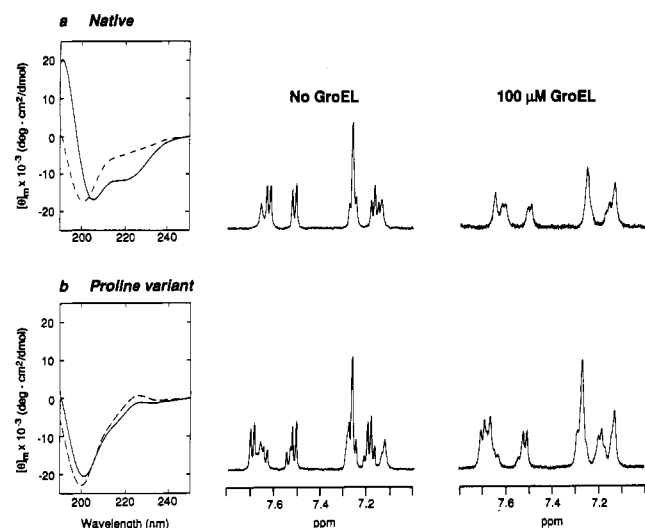 a Native
[θ]m x 10-3 (deg · cm2/dmol)
20
10
0
-10
-20
200 220 240
No GroEL
100 μM GroEL
b Proline variant
[θ]m x 10-3 (deg · cm2/dmol)
20
10
0
-10
-20
200 220 240
Wavelength (nm)
7.6 7.4 7.2
ppm
7.6 7.4 7.2
ppm